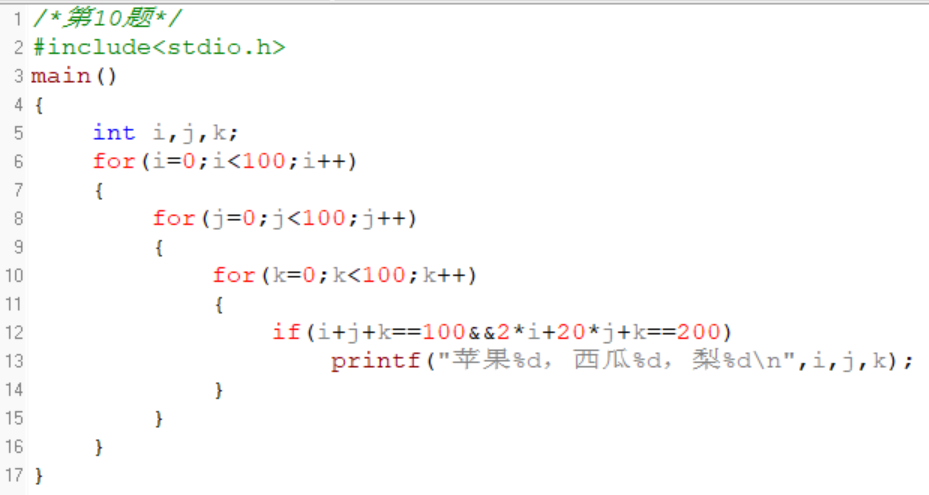 1 /*第10题*/
2 #include<stdio.h>
3 main()
4 {
5 int i,j,k;
6 for(i=0;i<100;i++)
7 {
8 for(j=0;j<100;j++)
9 {
10 for(k=0;k<100;k++)
11 {
12 if(i+j+k==100&&2*i+20*j+k==200)
13 printf("苹果%d，西瓜%d，梨%d\n",i,j,k);
14 }
15 }
16 }
17 }